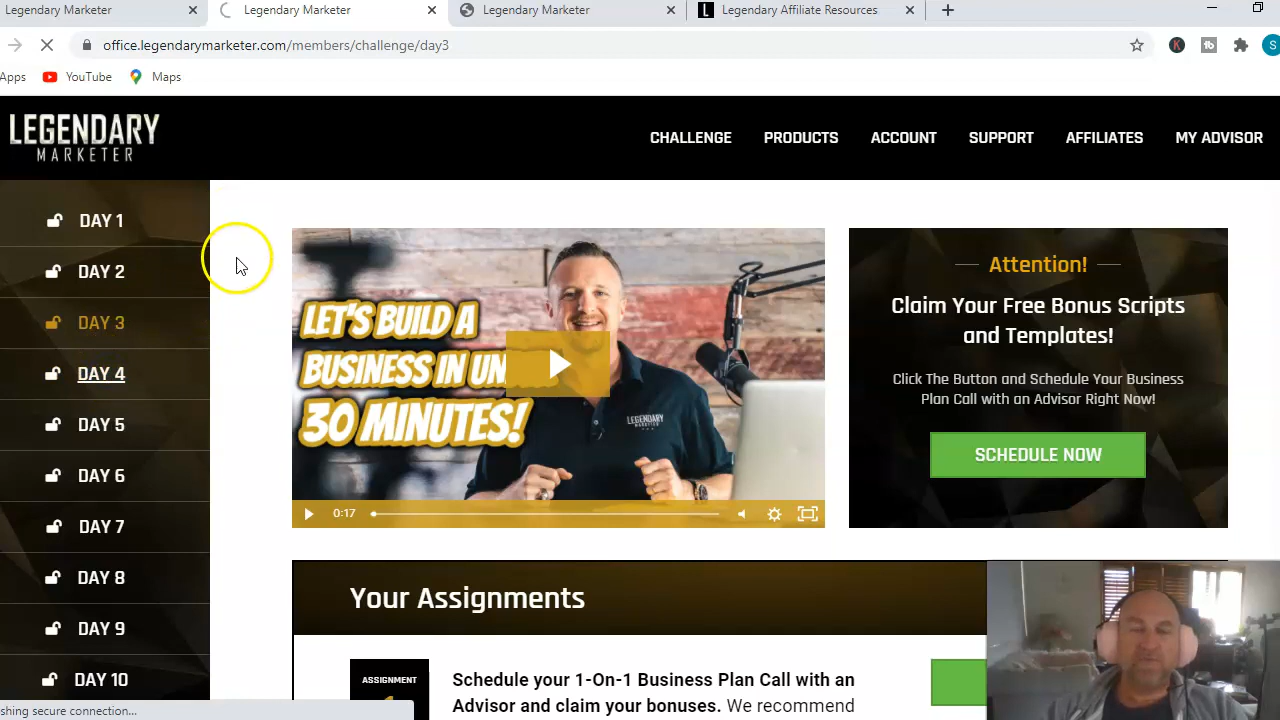 Legendary Marketer
Legendary Marketer
Legendary Marketer
L
Legendary Affiliate Resources
office.legendarymarketer.com/members/challenge/day3
K
tb
S
Apps
YouTube
Maps
LEGENDARY
MARKETER
CHALLENGE
PRODUCTS
ACCOUNT
SUPPORT
AFFILIATES
MY ADVISOR
DAY 1
DAY 2
DAY 3
DAY 4
DAY 5
DAY 6
DAY 7
DAY 8
DAY 9
DAY 10
LET'S BUILD A
BUSINESS IN UN
30 MINUTES!
LEGENDARY
MARKETER
0:17
Attention!
Claim Your Free Bonus Scripts
and Templates!
Click The Button and Schedule Your Business
Plan Call with an Advisor Right Now!
SCHEDULE NOW
Your Assignments
ASSIGNMENT
Schedule your 1-On-1 Business Plan Call with an
Advisor and claim your bonuses. We recommend
shing secure connection...